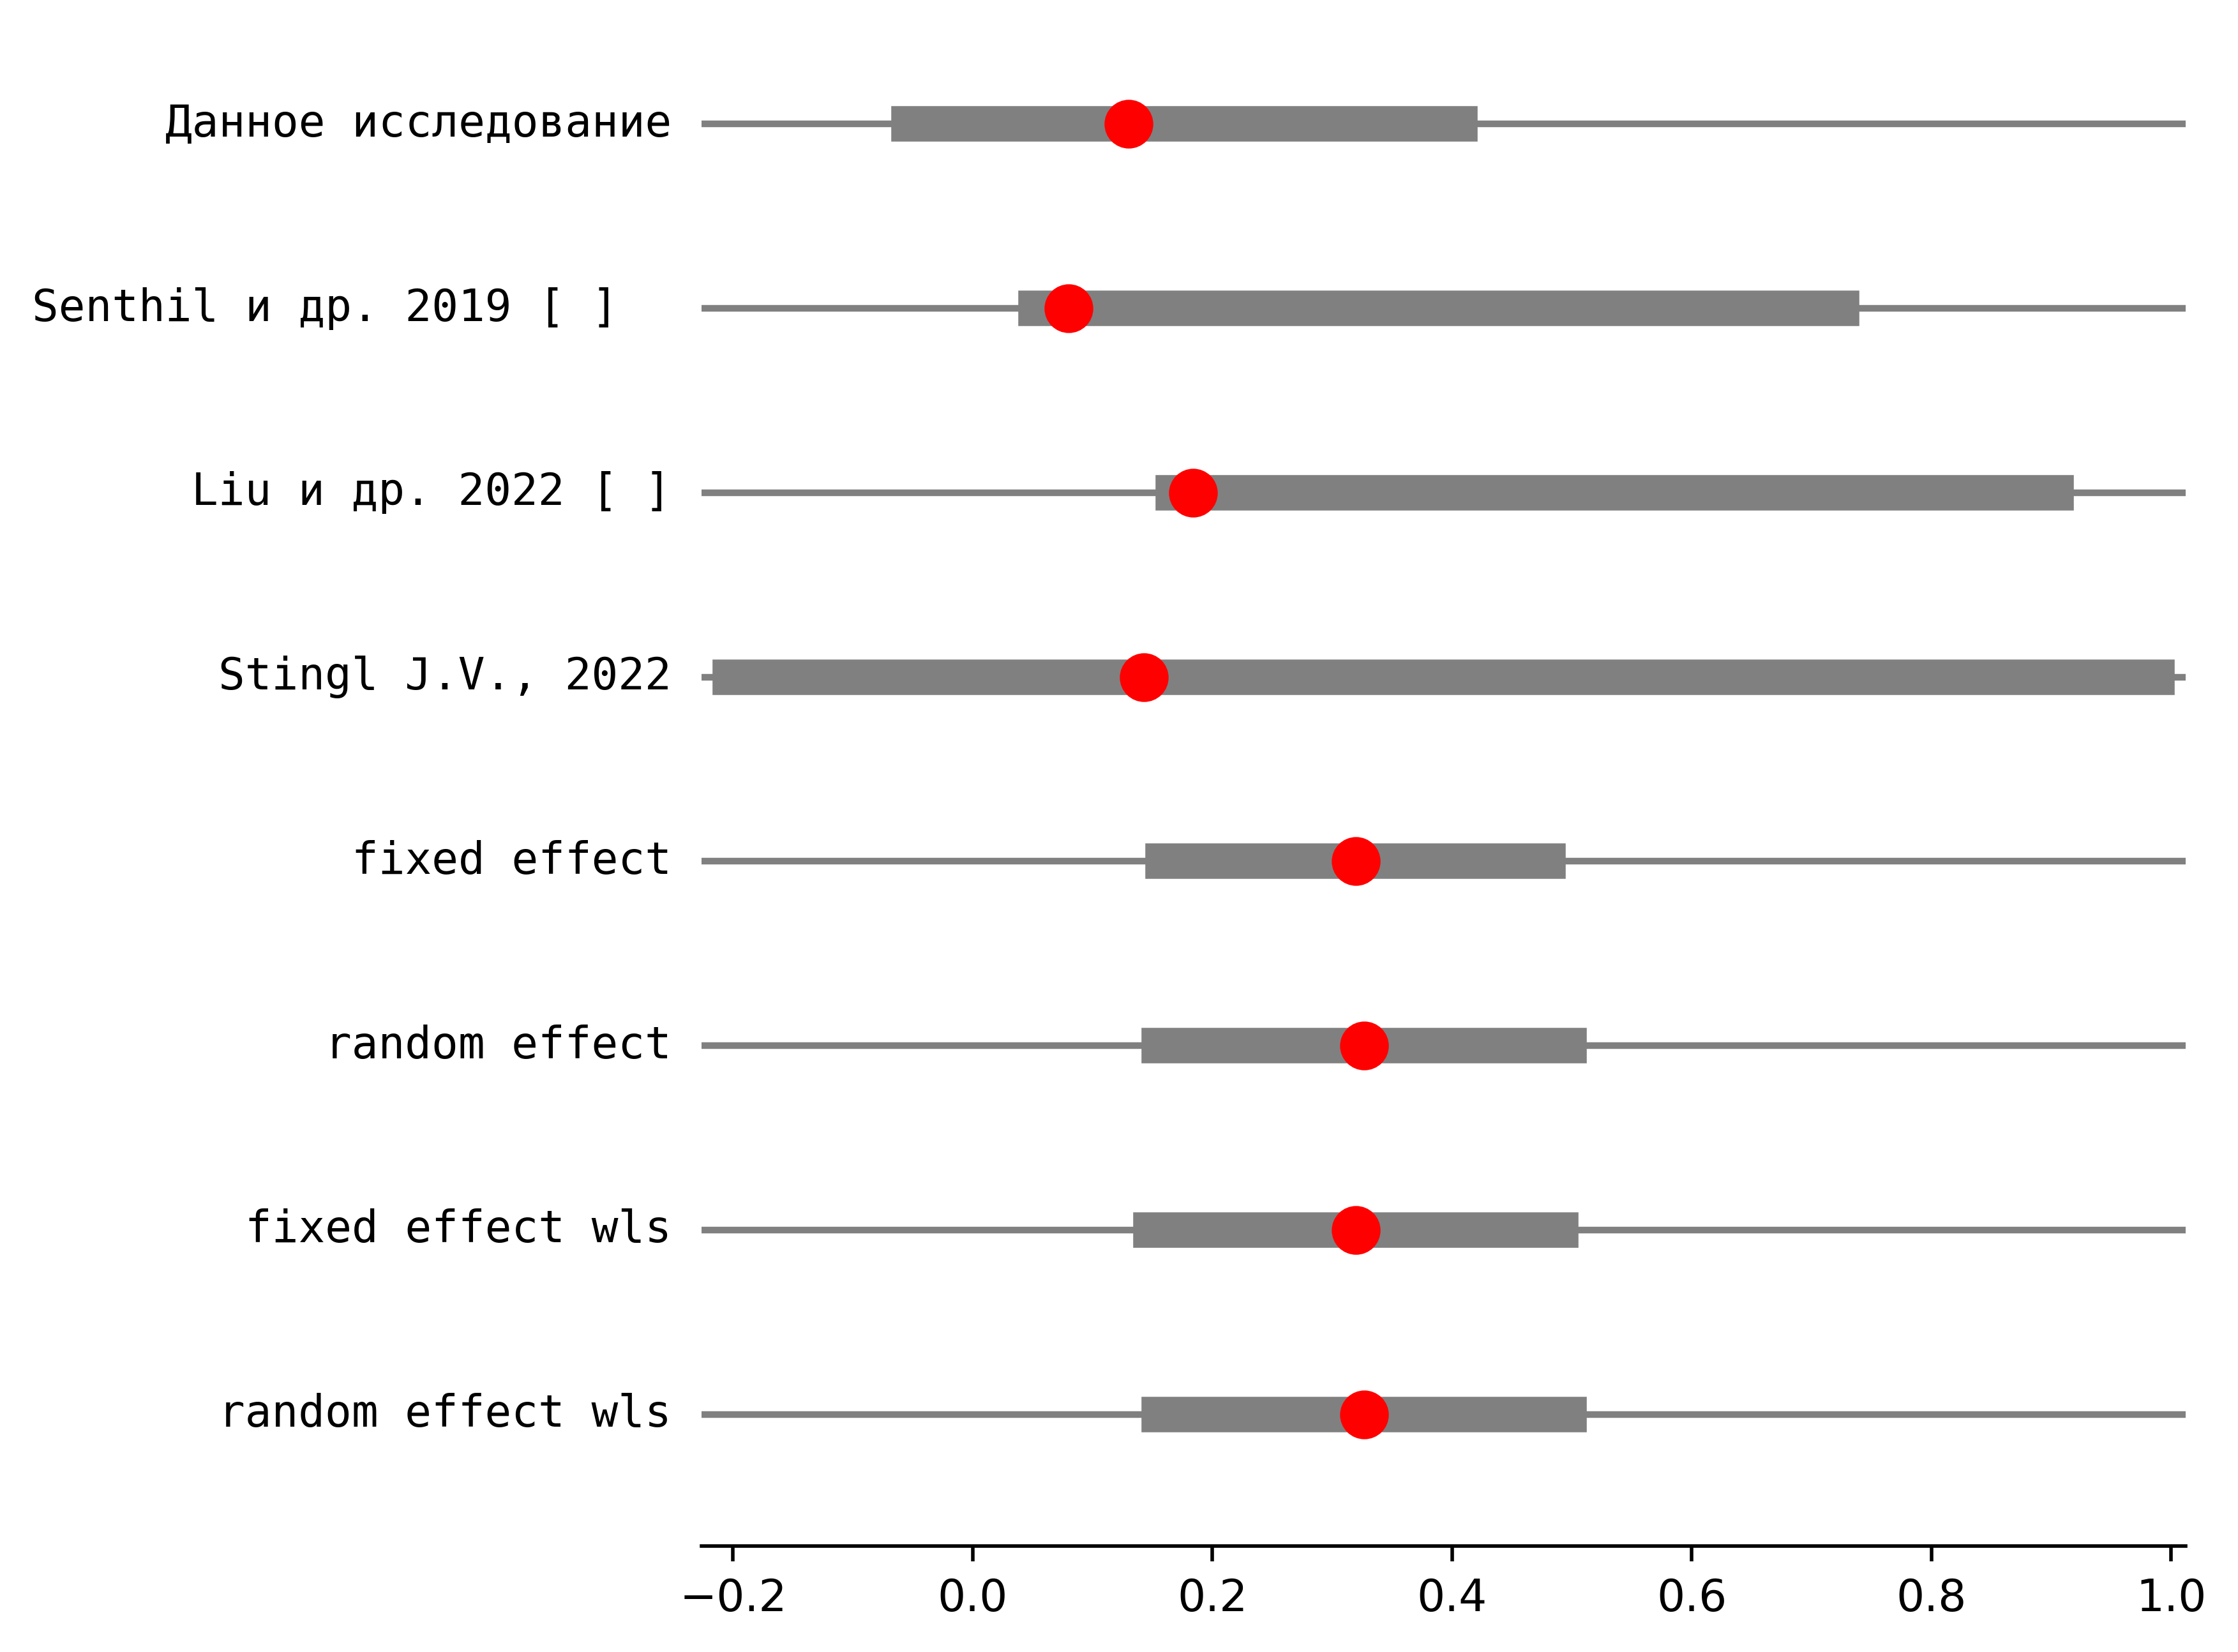 Данное исследование
Senthil и др. 2019 [ ]
Liu и др. 2022 [ ]
Stingl J.V., 2022
fixed effect
random effect
fixed effect wls
random effect wls
−0.2 0.0 0.2 0.4 0.6 0.8 1.0